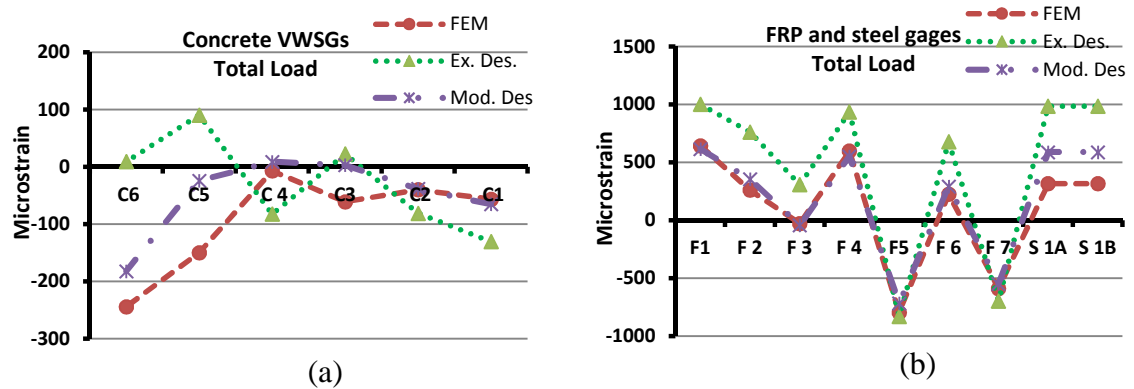 (a)
Concrete VWSGs
Total Load
FEM
Ex. Des.
Mod. Des
Microstrain
200
100
0
-100
-200
-300
C6 C5 C 4 C3 C2 C1
(b)
FRP and steel gages
Total Load
FEM
Ex. Des.
Mod. Des
Microstrain
1500
1000
500
0
-500
-1000
F1 F 2 F 3 F 4 F5 F 6 F 7 S 1A S 1B